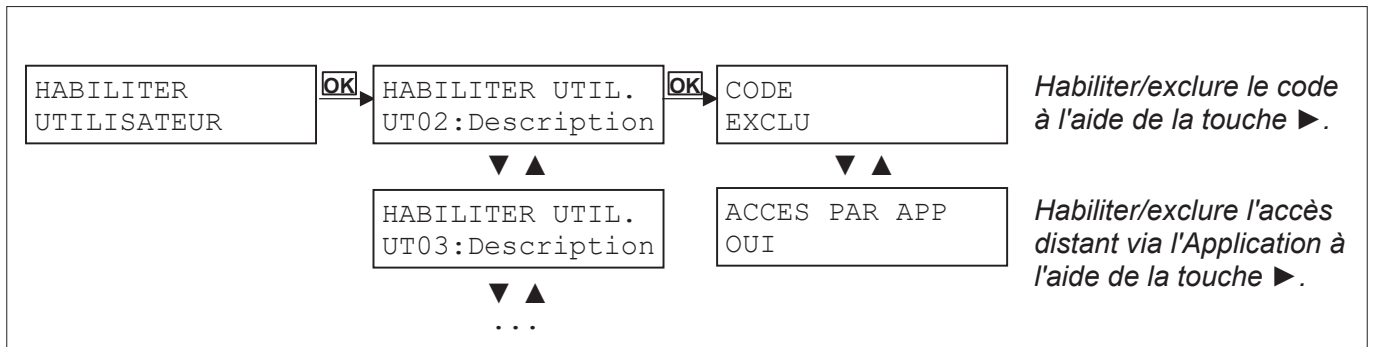 HABILITER
UTILISATEUR
OK
HABILITER UTIL.
UT02:Description
OK
CODE
EXCLU
Habiliter/exclure le code
à l'aide de la touche ►.
▼ ▲
▼ ▲
HABILITER UTIL.
UT03:Description
ACCES PAR APP
OUI
Habiliter/exclure l'accès
distant via l'Application à
l'aide de la touche ►.
▼ ▲
...